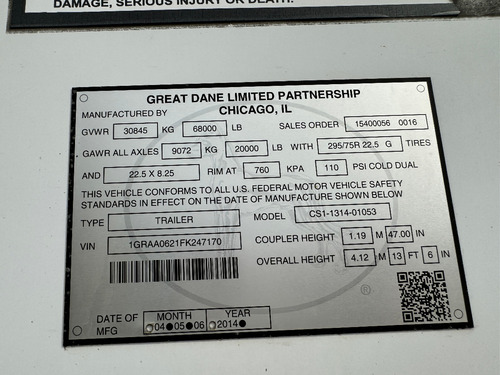 DAMAGE, SERIOUS INJURY OR DEATH.
GREAT DANE LIMITED PARTNERSHIP
MANUFACTURED BY CHICAGO, IL
GVWR 30845 KG 68000 LB SALES ORDER 15400056 0016
GAWR ALL AXLES 9072 KG 20000 LB WITH 295/75R 22.5 G TIRES
AND 22.5 X 8.25 RIM AT 760 KPA 110 PSI COLD DUAL
THIS VEHICLE CONFORMS TO ALL U.S. FEDERAL MOTOR VEHICLE SAFETY
STANDARDS IN EFFECT ON THE DATE OF MANUFACTURE SHOWN BELOW
TYPE TRAILER MODEL CS1-1314-01053
VIN 1GRAA0621FK247170 COUPLER HEIGHT 1.19 M 47.00 IN
OVERALL HEIGHT 4.12 M 13 FT 6 IN
®
DATE OF MONTH YEAR
MFG 04 05 06 2014